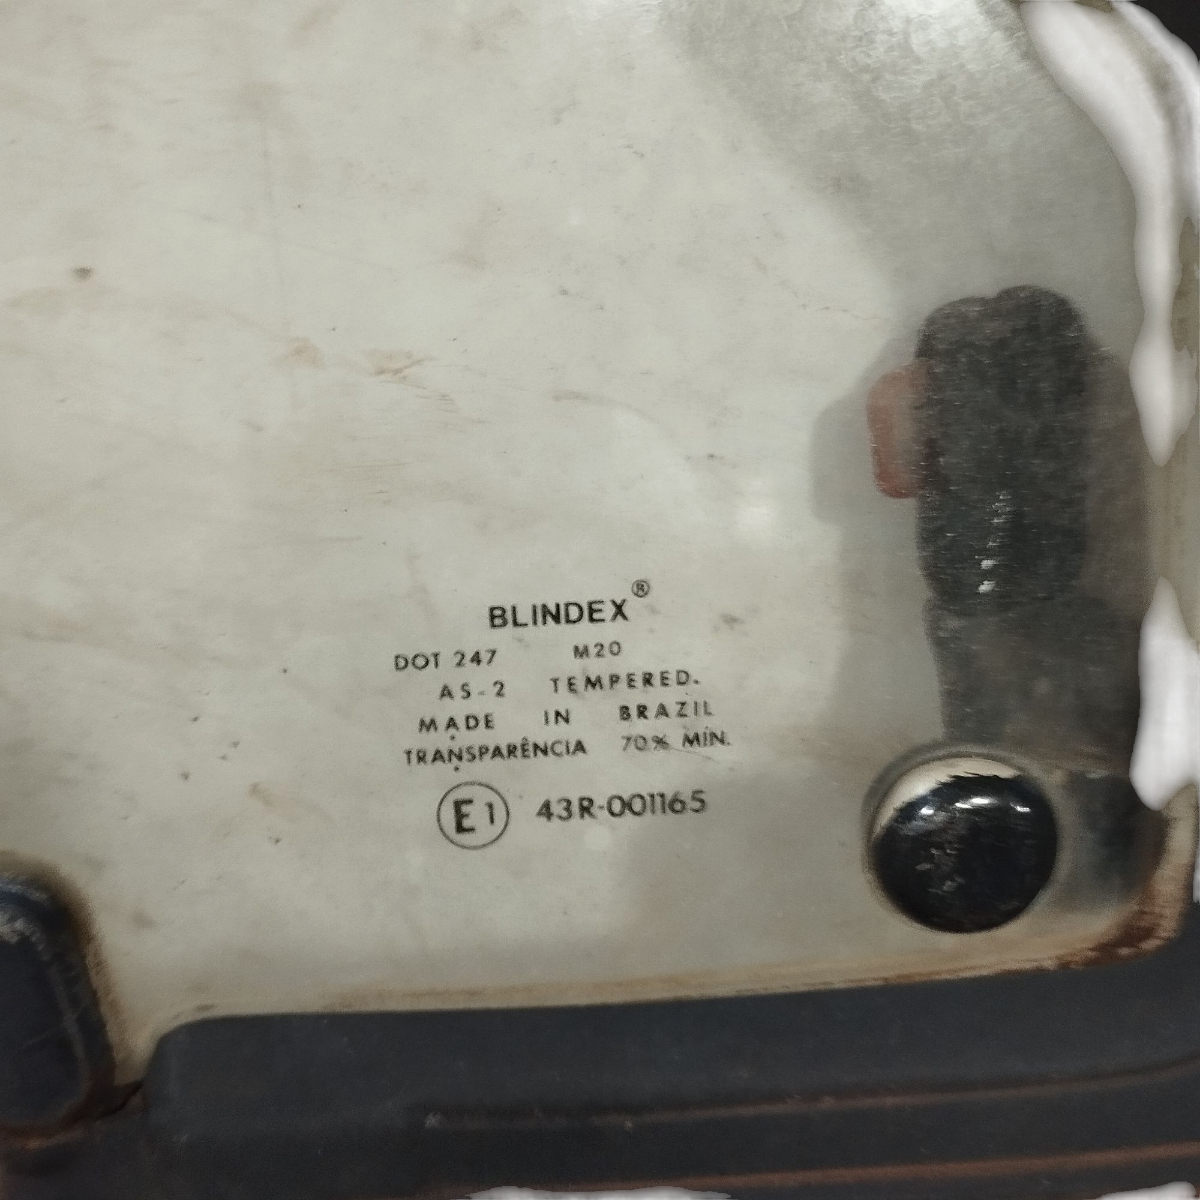 BLINDEX®
DOT 247 M20
AS-2 TEMPERED.
MADE IN BRAZIL
TRANSPARÊNCIA 70% MÍN.
E1 43R-001165